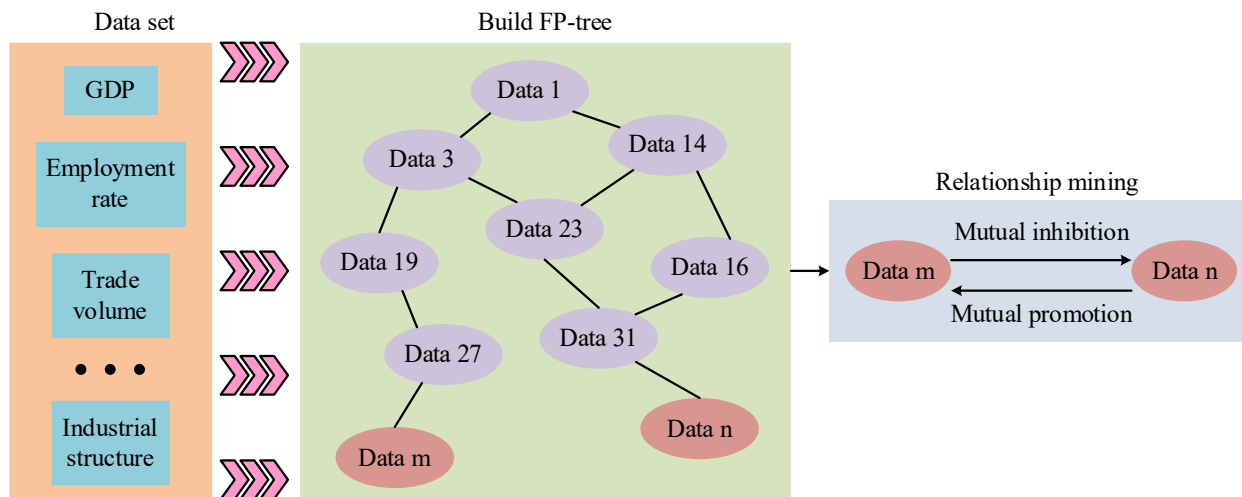 Data set
GDP
Employment
rate
Trade
volume
• • •
Industrial
structure
Build FP-tree
Data 1
Data 3
Data 14
Data 23
Data 19
Data 16
Data 31
Data 27
Data n
Data m
Relationship mining
Mutual inhibition
Data m
Data n
Mutual promotion